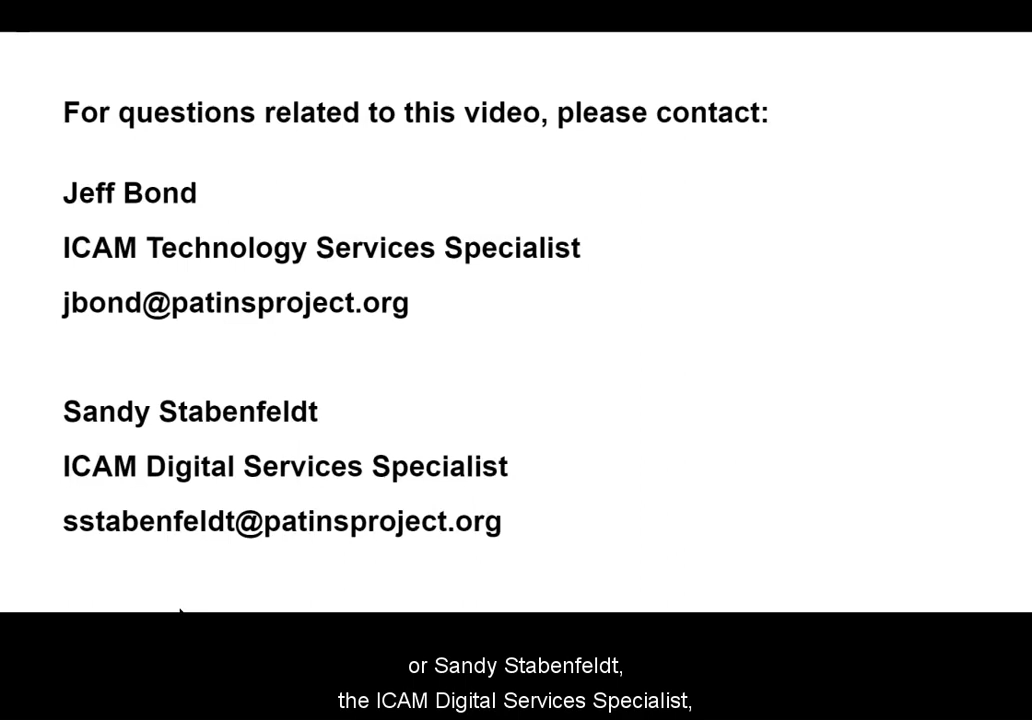 For questions related to this video, please contact:
Jeff Bond
ICAM Technology Services Specialist
jbond@patinsproject.org
Sandy Stabenfeldt
ICAM Digital Services Specialist
sstabenfeldt@patinsproject.org
or Sandy Stabenfeldt,
the ICAM Digital Services Specialist,